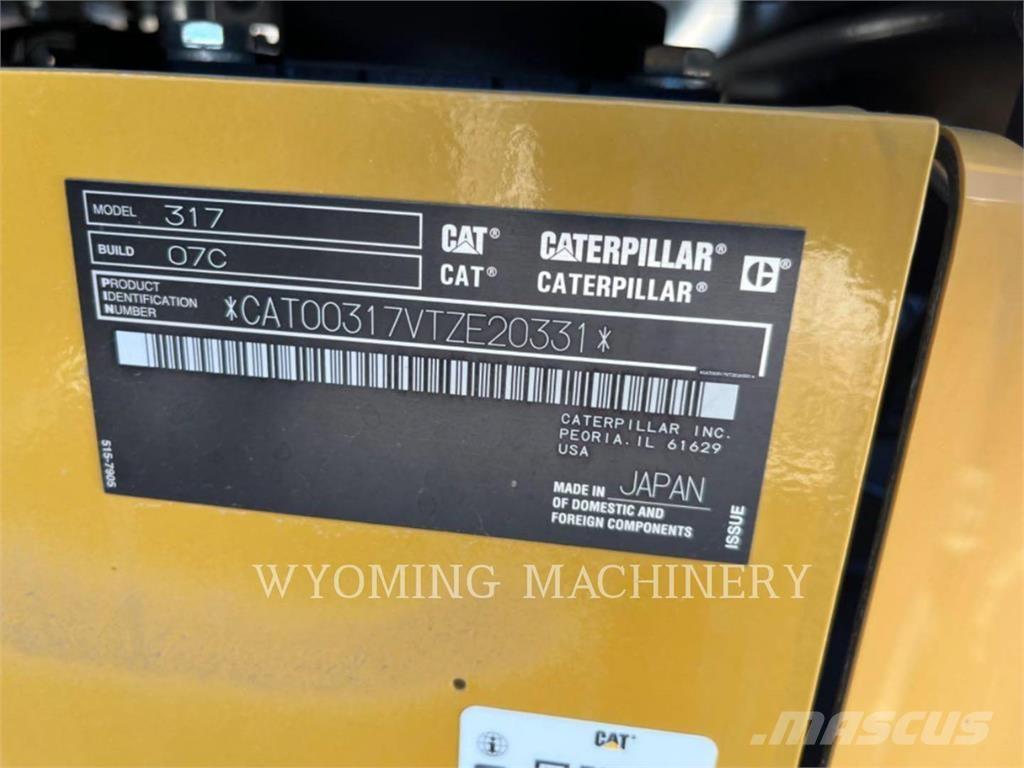 MODEL 317
BUILD 07C
CAT® CATERPILLAR®
CAT® CATERPILLAR®
PRODUCT
IDENTIFICATION
NUMBER
*CAT00317VTZE20331*
CATERPILLAR INC.
PEORIA. IL 61629
USA
515-7905
MADE IN JAPAN
OF DOMESTIC AND
FOREIGN COMPONENTS
ISSUE
WYOMING MACHINERY
CAT
MASCUS